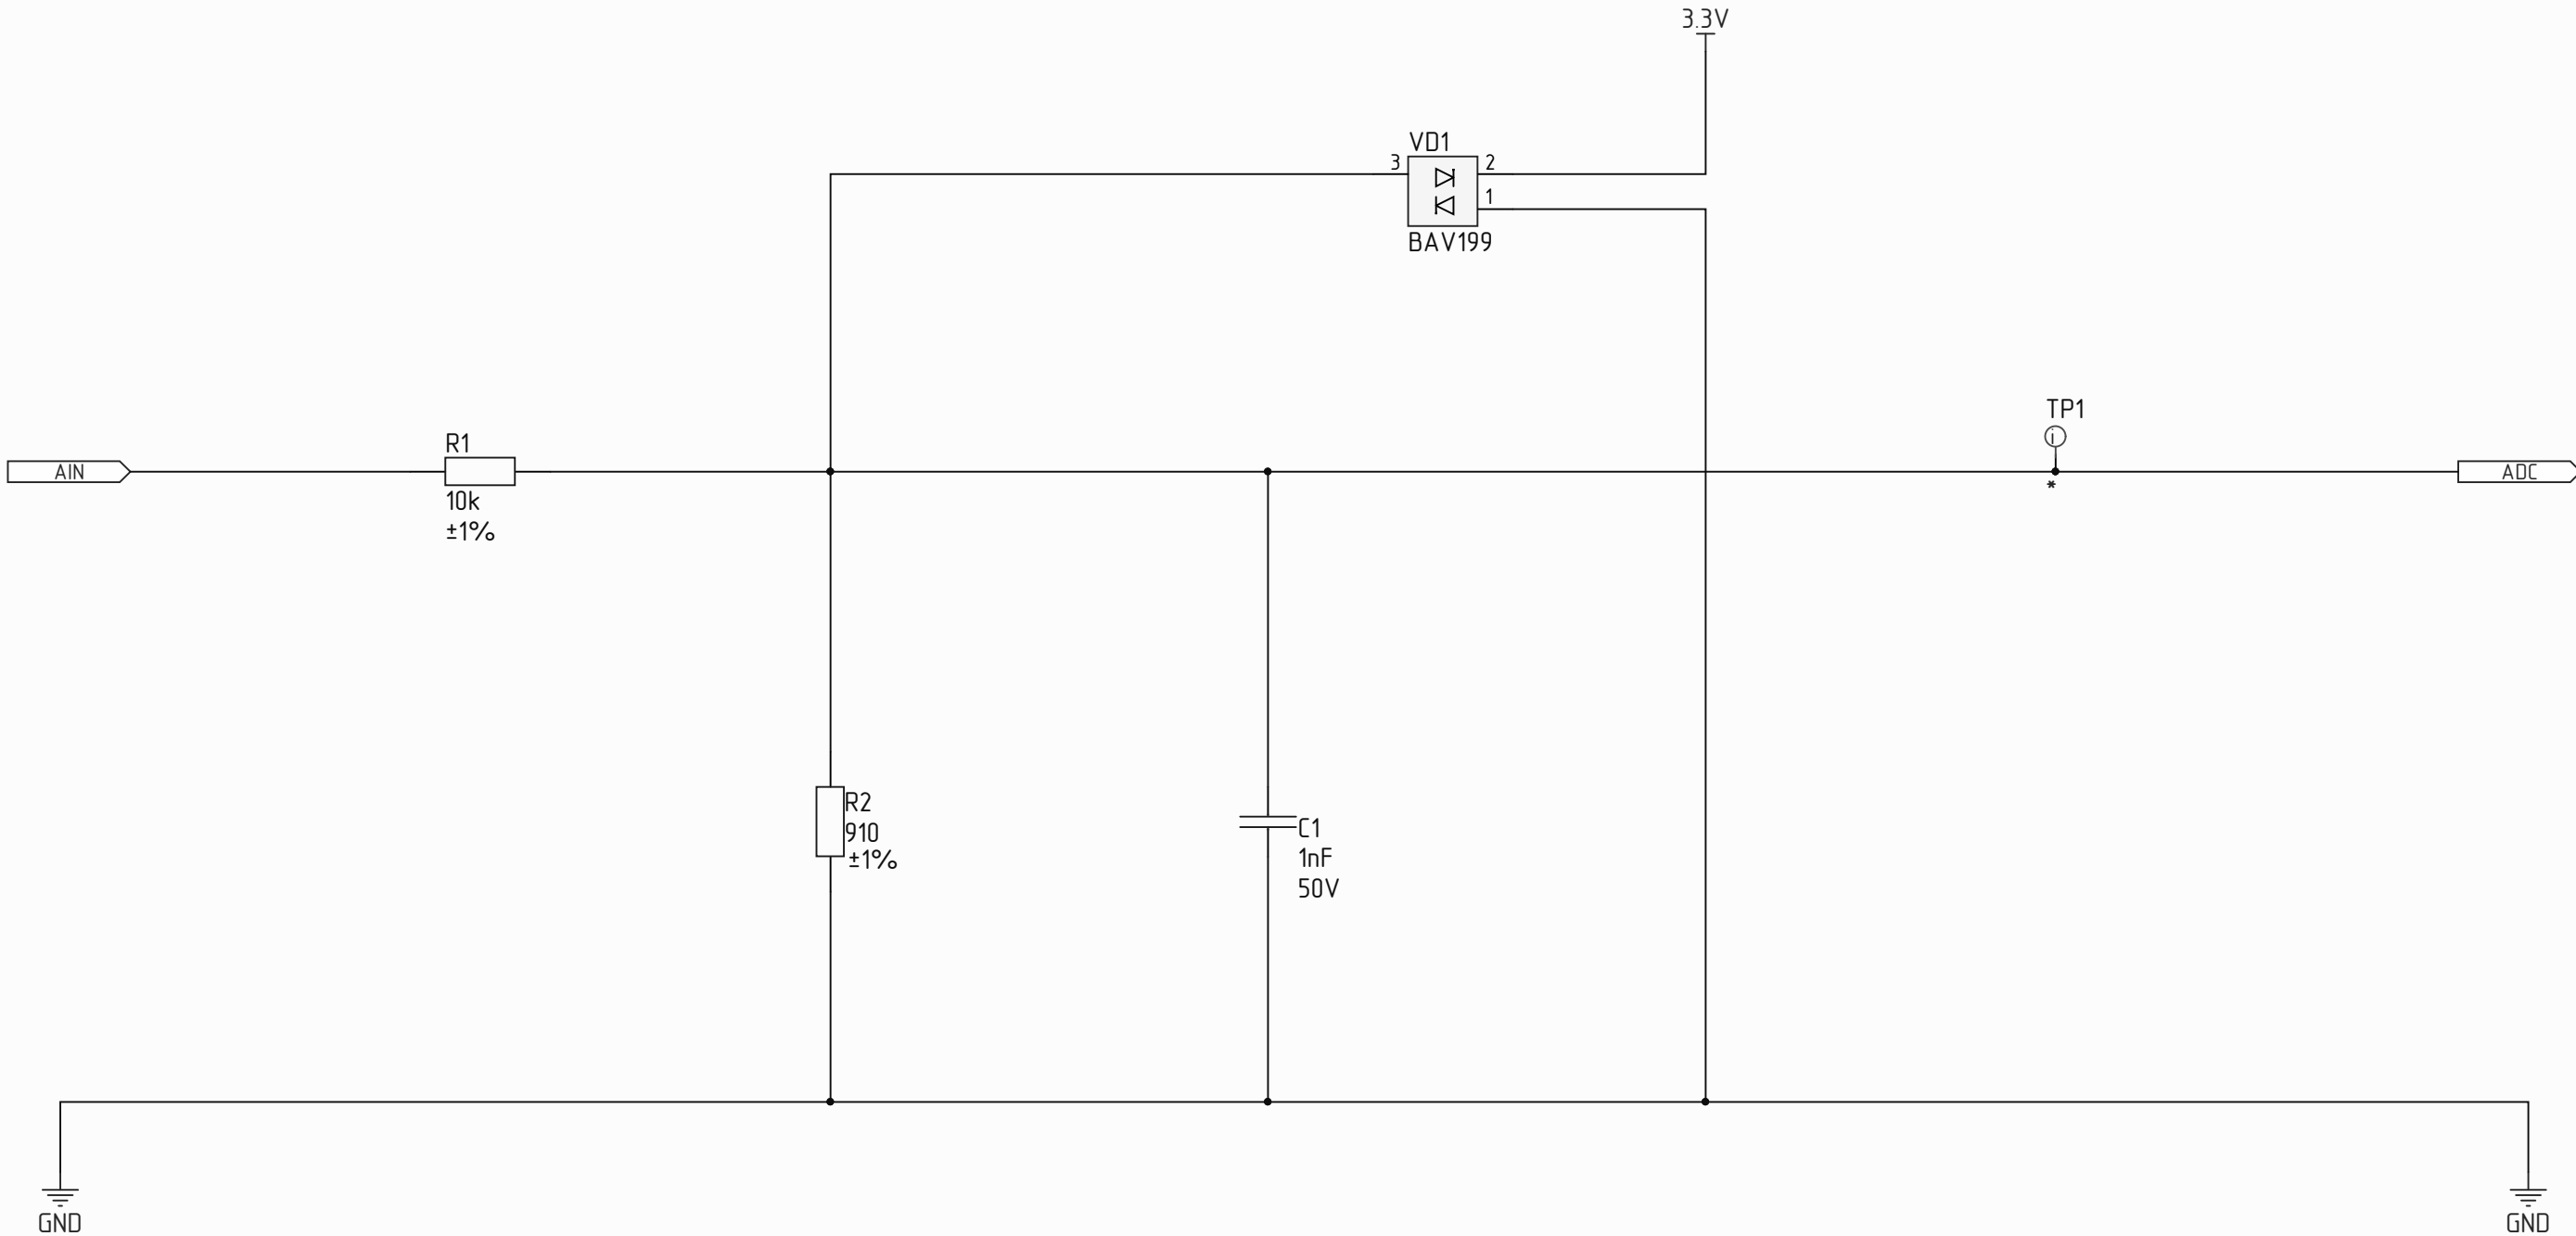 3.3V
VD1
3
2
1
BAV199
TP1
R1
AIN
ADC
*
10k
±1%
R2
910
±1%
C1
1nF
50V
GND
GND